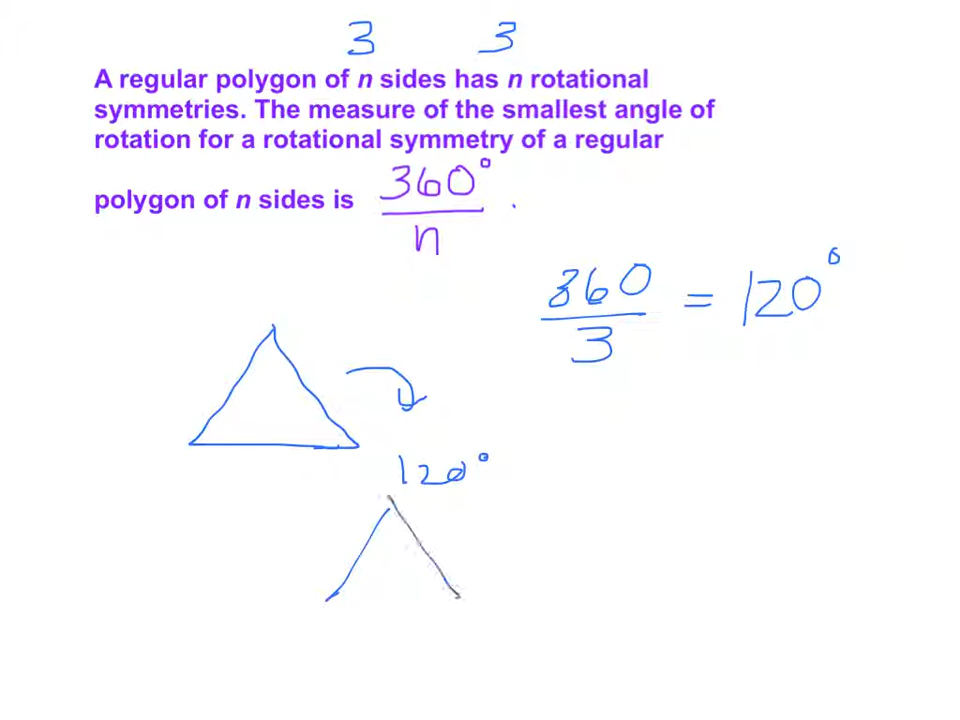 3 3
A regular polygon of n sides has n rotational
symmetries. The measure of the smallest angle of
rotation for a rotational symmetry of a regular
polygon of n sides is 360°/n .
360/3 = 120°
120°